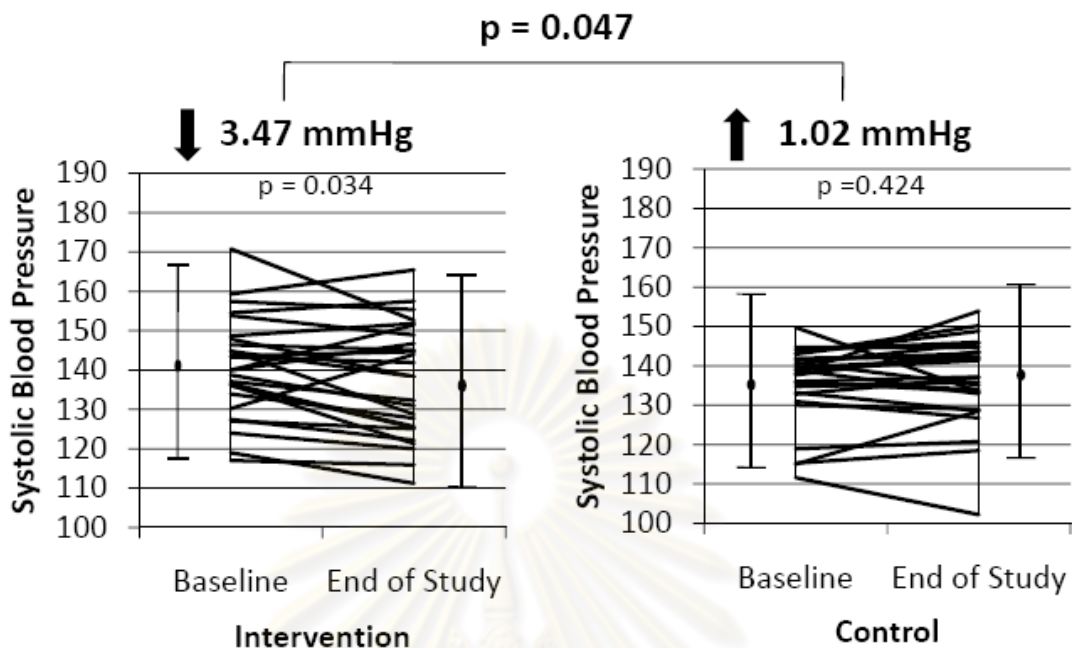 p = 0.047
🡇 3.47 mmHg
🡅 1.02 mmHg
Systolic Blood Pressure
190
180
170
160
150
140
130
120
110
100
p = 0.034
Baseline
End of Study
Intervention
Systolic Blood Pressure
190
180
170
160
150
140
130
120
110
100
p =0.424
Baseline
End of Study
Control